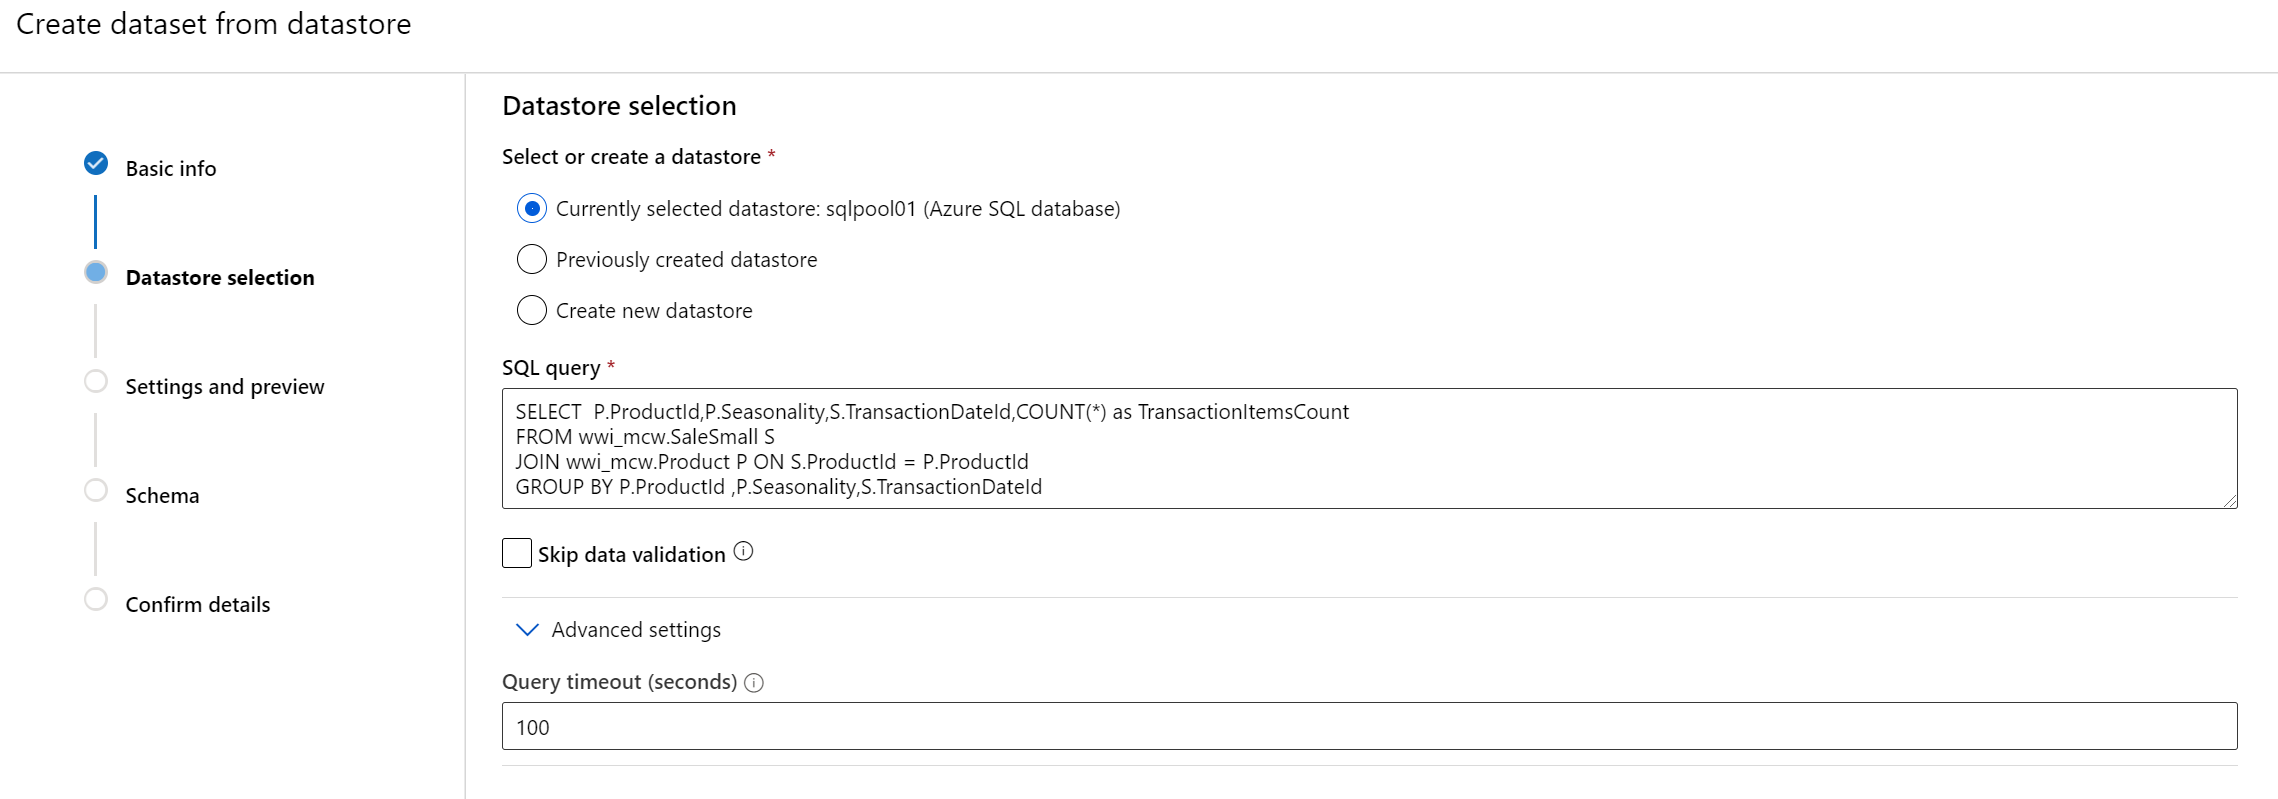 Create dataset from datastore
Basic info
Datastore selection
Settings and preview
Schema
Confirm details
Datastore selection
Select or create a datastore *
Currently selected datastore: sqlpool01 (Azure SQL database)
Previously created datastore
Create new datastore
SQL query *
SELECT  P.ProductId,P.Seasonality,S.TransactionDateId,COUNT(*) as TransactionItemsCount
FROM wwi_mcw.SaleSmall S
JOIN wwi_mcw.Product P ON S.ProductId = P.ProductId
GROUP BY P.ProductId ,P.Seasonality,S.TransactionDateId
Skip data validation
Advanced settings
Query timeout (seconds)
100